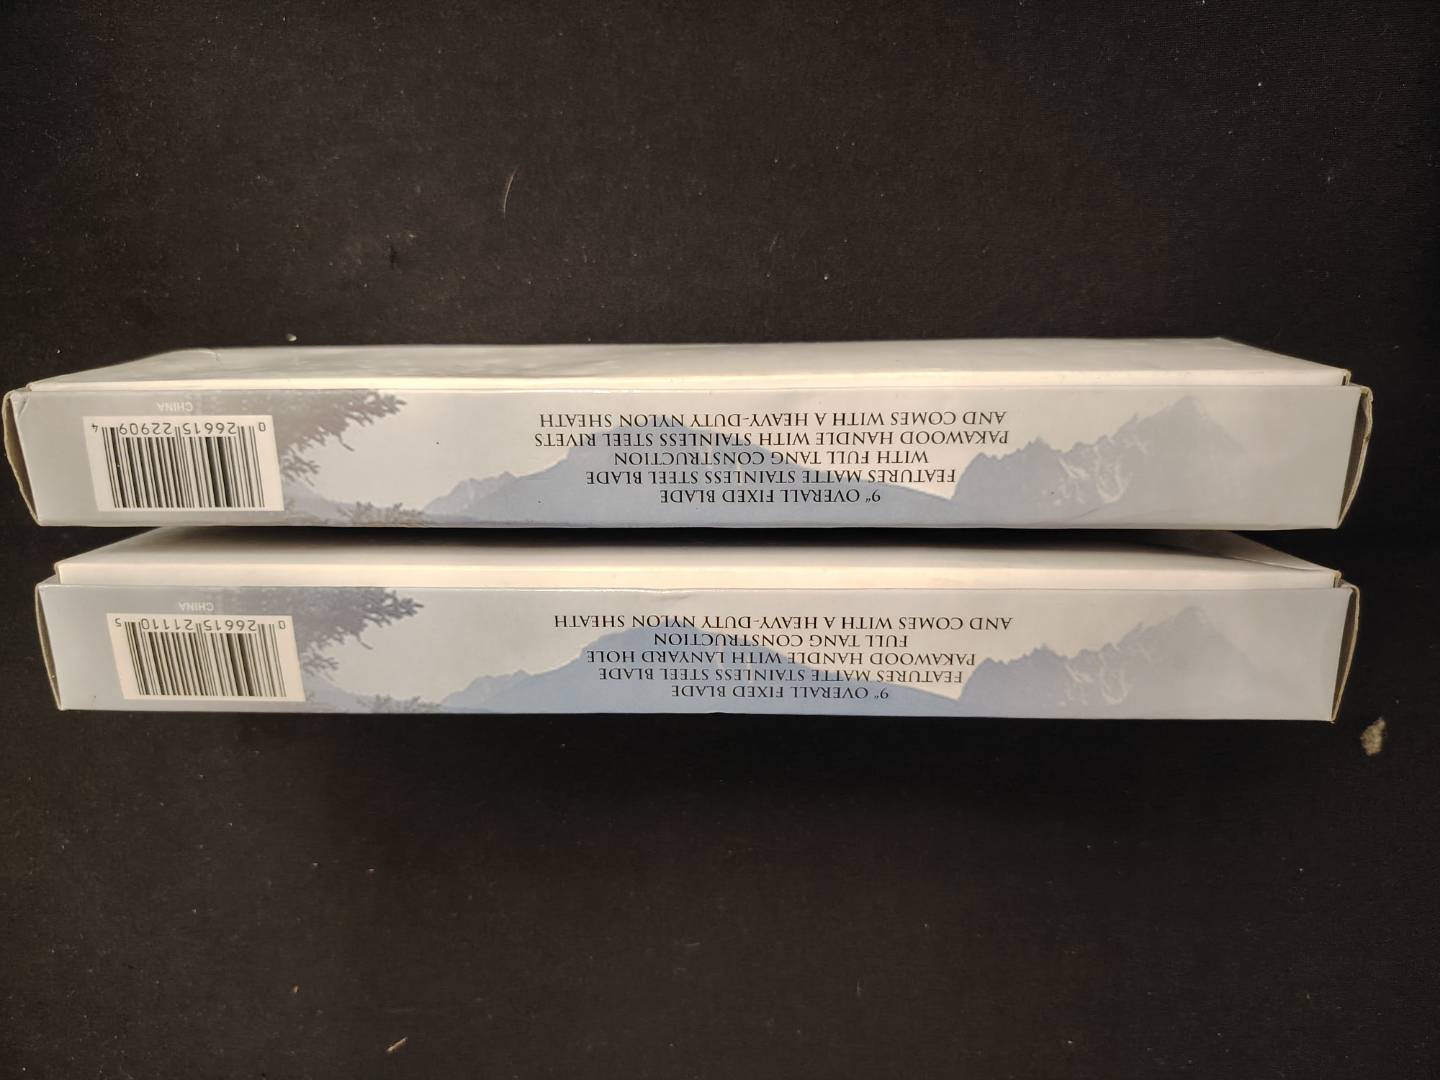 9" OVERALL FIXED BLADE
FEATURES MATTE STAINLESS STEEL BLADE
WITH FULL TANG CONSTRUCTION
PAKAWOOD HANDLE WITH STAINLESS STEEL RIVETS
AND COMES WITH A HEAVY-DUTY NYLON SHEATH
0 26615 22909 4
CHINA
9" OVERALL FIXED BLADE
FEATURES MATTE STAINLESS STEEL BLADE
PAKAWOOD HANDLE WITH LANYARD HOLE
FULL TANG CONSTRUCTION
AND COMES WITH A HEAVY-DUTY NYLON SHEATH
0 26615 21110 5
CHINA